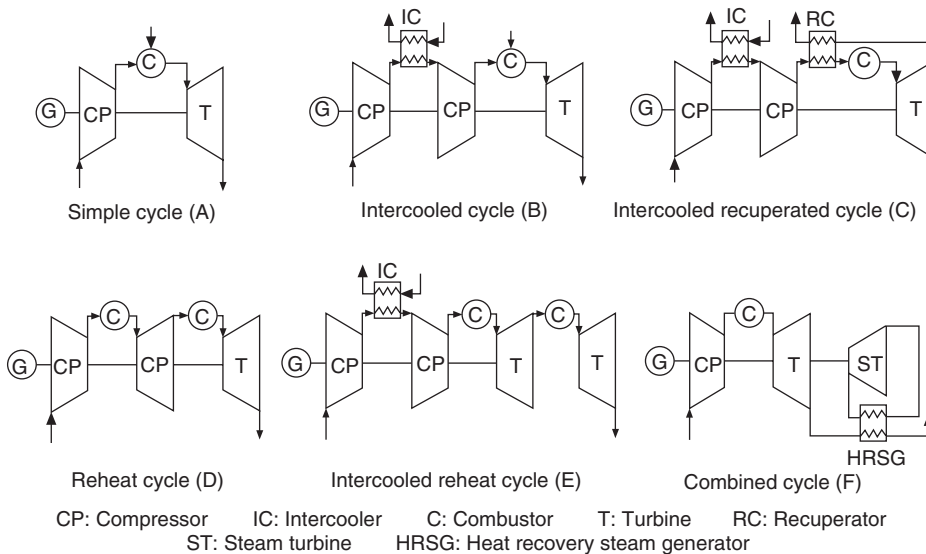 IC
C
G
CP
T
Simple cycle (A)
IC
C
G
CP
CP
T
Intercooled cycle (B)
IC
RC
C
G
CP
CP
T
Intercooled recuperated cycle (C)
C
C
G
CP
CP
T
Reheat cycle (D)
IC
C
C
G
CP
CP
T
T
Intercooled reheat cycle (E)
C
G
CP
T
ST
HRSG
Combined cycle (F)
CP: Compressor IC: Intercooler C: Combustor T: Turbine RC: Recuperator
ST: Steam turbine HRSG: Heat recovery steam generator